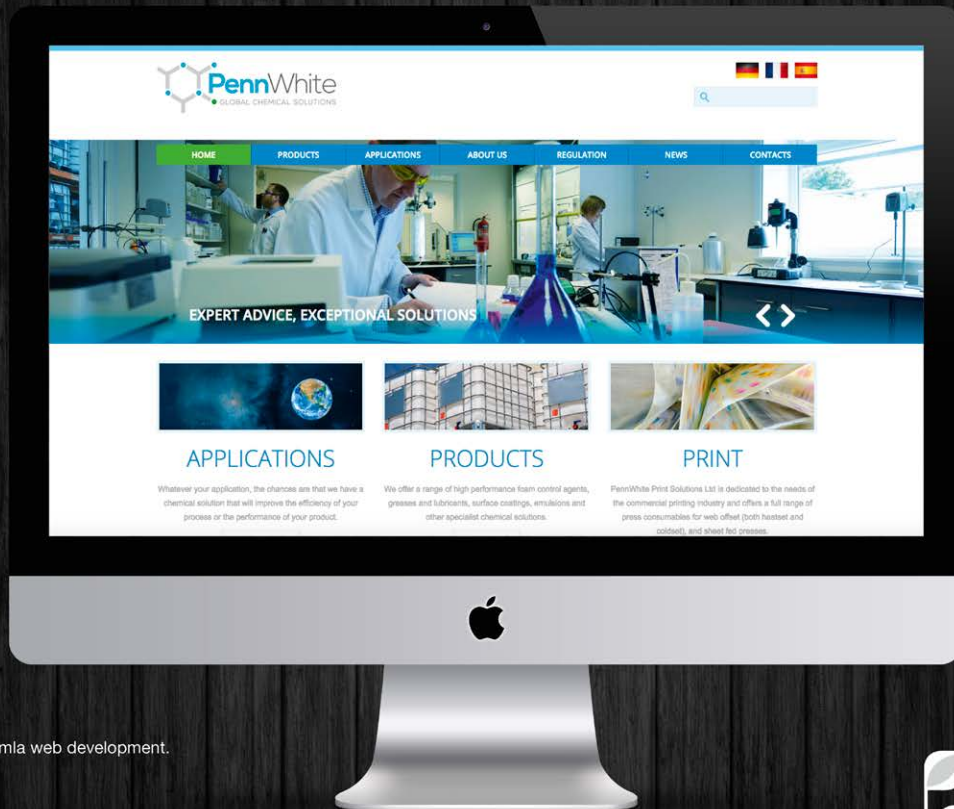 PennWhite
GLOBAL CHEMICAL SOLUTIONS
HOME PRODUCTS APPLICATIONS ABOUT US REGULATION NEWS CONTACTS
EXPERT ADVICE, EXCEPTIONAL SOLUTIONS
APPLICATIONS
Whatever your application, the chances are that we have a
chemical solution that will improve the efficiency of your
process or the performance of your product.
PRODUCTS
We offer a range of high performance foam control agents,
greases and lubricants, surface coatings, emulsions and
other specialist chemical solutions.
PRINT
PennWhite Print Solutions Ltd is dedicated to the needs of
the commercial printing industry and offers a full range of
press consumables for web offset (both heatset and
coldset), and sheet fed presses.
mla web development.